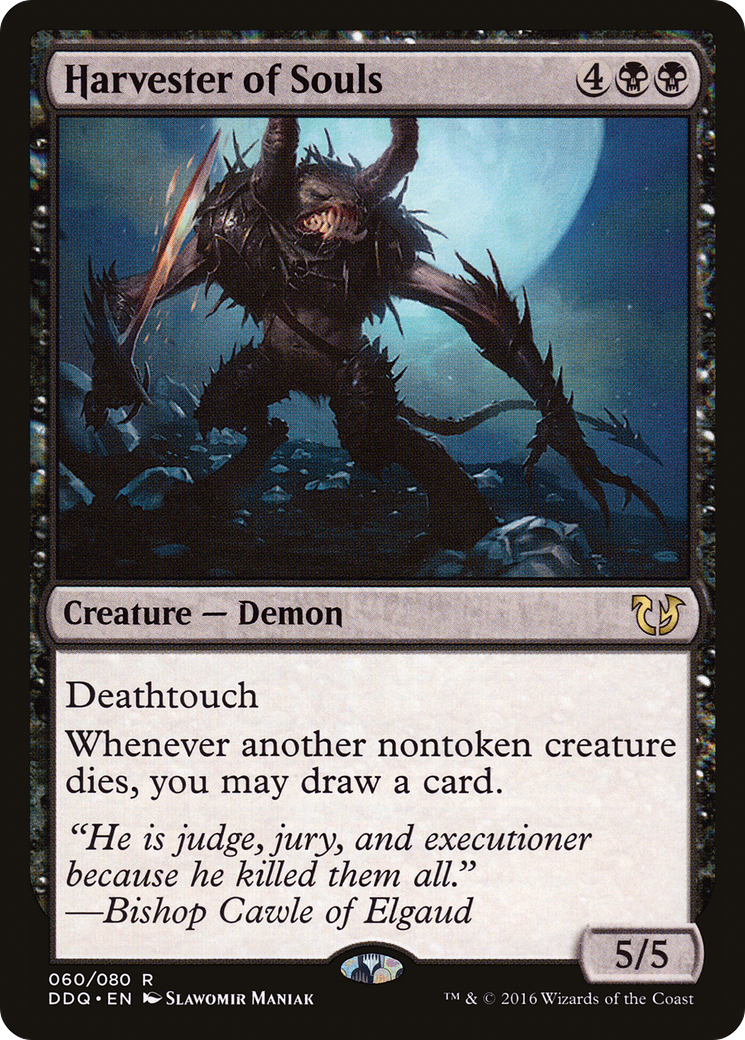 Harvester of Souls 4
Creature — Demon
Deathtouch
Whenever another nontoken creature
dies, you may draw a card.
“He is judge, jury, and executioner
because he killed them all.”
—Bishop Cawle of Elgaud
5/5
060/080 R
DDQ • EN Slawomir Maniak
™ & © 2016 Wizards of the Coast